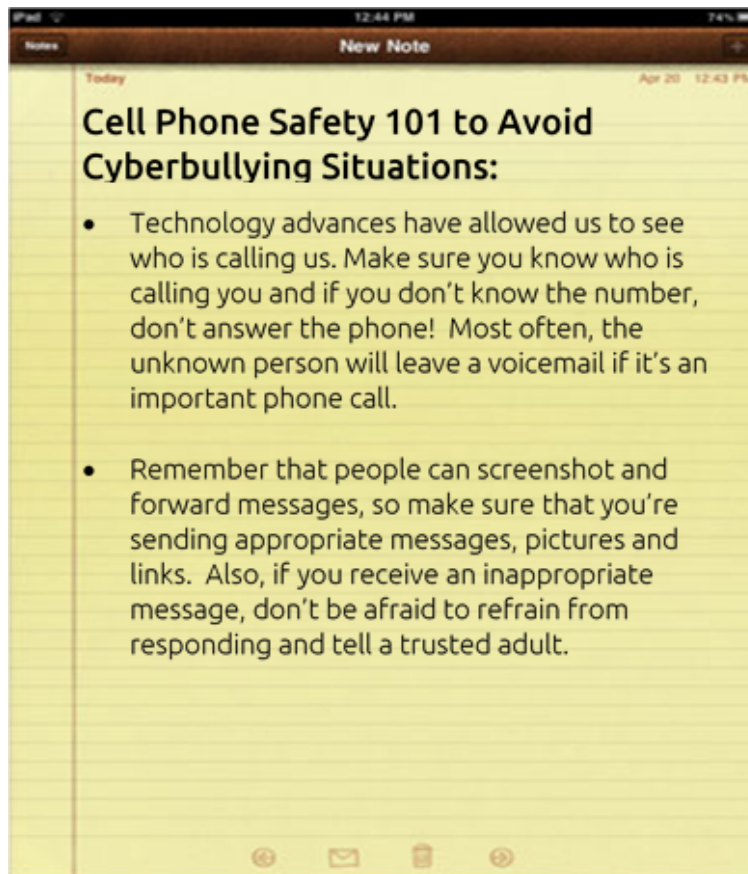 iPad 12:44 PM 74%
Notes New Note +
Today Apr 20 12:43 PM
Cell Phone Safety 101 to Avoid
Cyberbullying Situations:
• Technology advances have allowed us to see
who is calling us. Make sure you know who is
calling you and if you don’t know the number,
don’t answer the phone!  Most often, the
unknown person will leave a voicemail if it’s an
important phone call.
• Remember that people can screenshot and
forward messages, so make sure that you’re
sending appropriate messages, pictures and
links.  Also, if you receive an inappropriate
message, don’t be afraid to refrain from
responding and tell a trusted adult.